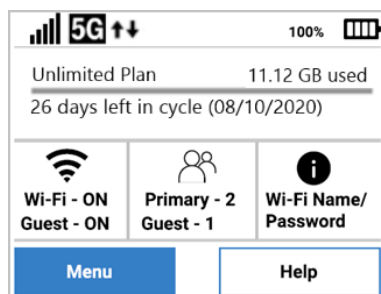 5G 100%
Unlimited Plan 11.12 GB used
26 days left in cycle (08/10/2020)
Wi-Fi - ON Primary - 2 Wi-Fi Name/
Guest - ON Guest - 1 Password
Menu Help